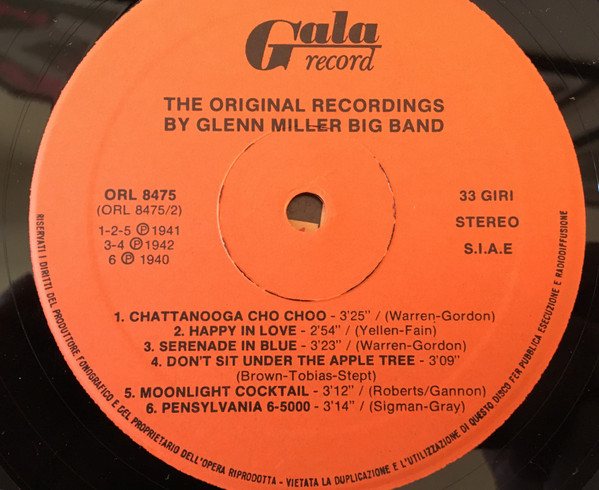 Gala
record
THE ORIGINAL RECORDINGS
BY GLENN MILLER BIG BAND
ORL 8475
(ORL 8475/2)
1-2-5 Ⓟ 1941
3-4 Ⓟ 1942
6 Ⓟ 1940
33 GIRI
STEREO
S.I.A.E
1. CHATTANOOGA CHO CHOO - 3'25" / (Warren-Gordon)
2. HAPPY IN LOVE - 2'54" / (Yellen-Fain)
3. SERENADE IN BLUE - 3'23" / (Warren-Gordon)
4. DON'T SIT UNDER THE APPLE TREE - 3'09"
(Brown-Tobias-Stept)
5. MOONLIGHT COCKTAIL - 3'12" / (Roberts/Gannon)
6. PENSYLVANIA 6-5000 - 3'14" / (Sigman-Gray)
RISERVATI I DIRITTI DEL PRODUTTORE FONOGRAFICO E DEL PROPRIETARIO DELL'OPERA RIPRODOTTA - VIETATA LA DUPLICAZIONE E L'UTILIZZAZIONE DI QUESTO DISCO PER PUBBLICA ESECUZIONE E RADIODIFFUSIONE